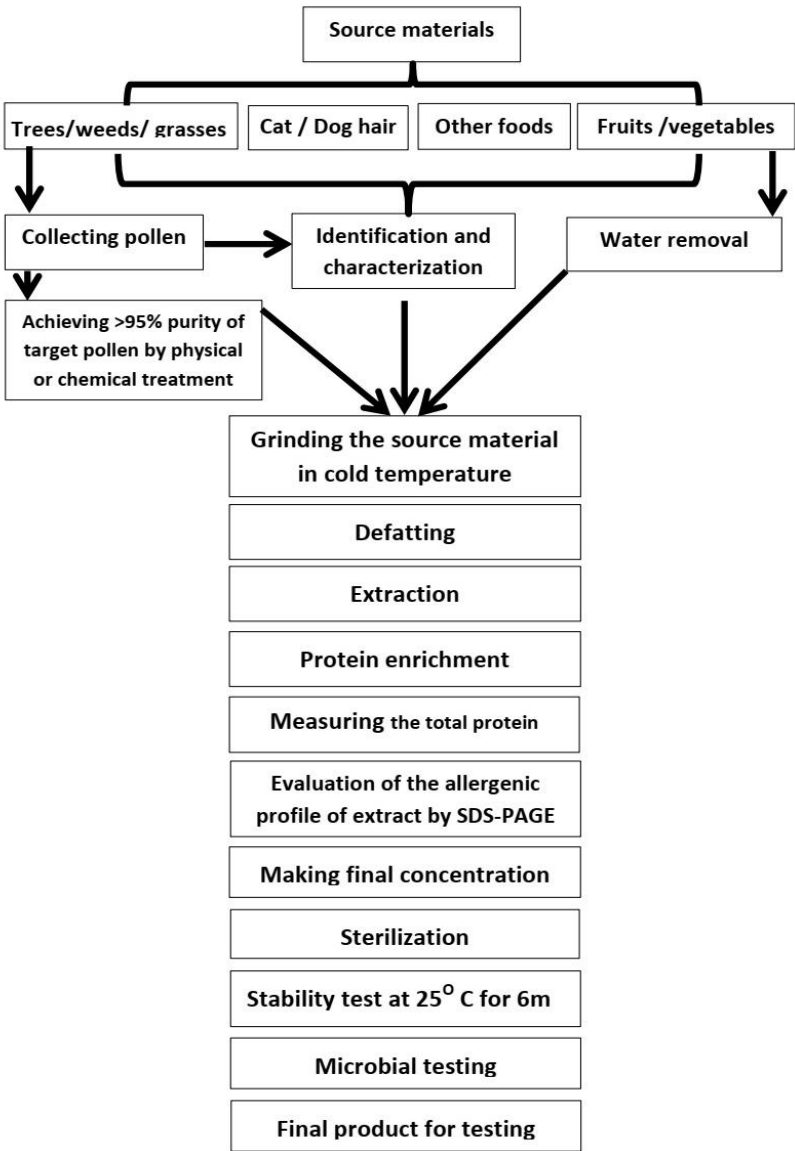 Source materials
Trees/weeds/ grasses
Cat / Dog hair
Other foods
Fruits /vegetables
Collecting pollen
Identification and
characterization
Water removal
Achieving >95% purity of
target pollen by physical
or chemical treatment
Grinding the source material
in cold temperature
Defatting
Extraction
Protein enrichment
Measuring the total protein
Evaluation of the allergenic
profile of extract by SDS-PAGE
Making final concentration
Sterilization
Stability test at 25⁰ C for 6m
Microbial testing
Final product for testing